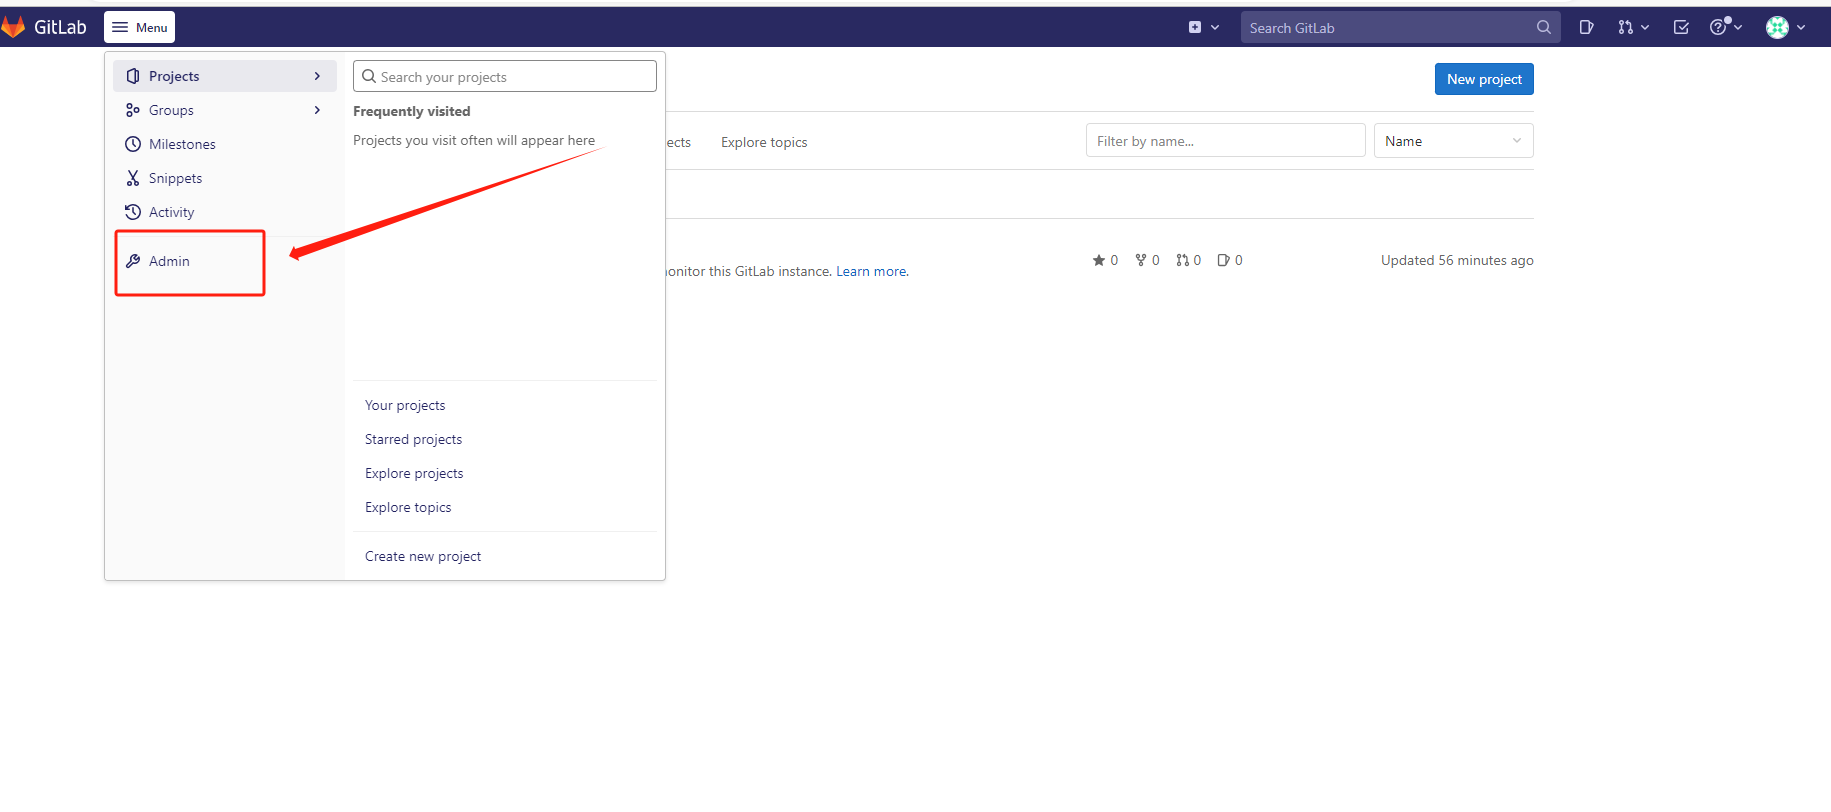 GitLab
Menu
Search GitLab
Projects
Groups
Milestones
Snippets
Activity
Admin
Search your projects
Frequently visited
Projects you visit often will appear here
Your projects
Starred projects
Explore projects
Explore topics
Create new project
New project
ects
Explore topics
Filter by name...
Name
onitor this GitLab instance. Learn more.
0 0 0 0
Updated 56 minutes ago